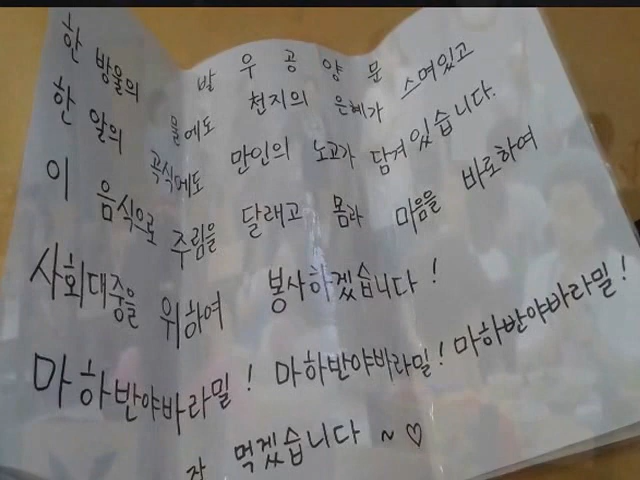 발우공양문
한 방울의 물에도 천지의 은혜가 스며있고
한 알의 곡식에도 만인의 노고가 담겨있습니다.
이 음식으로 주림을 달래고 몸과 마음을 바로하여
사회대중을 위하여 봉사하겠습니다!
마하반야바라밀! 마하반야바라밀! 마하반야바라밀!
잘 먹겠습니다~♡